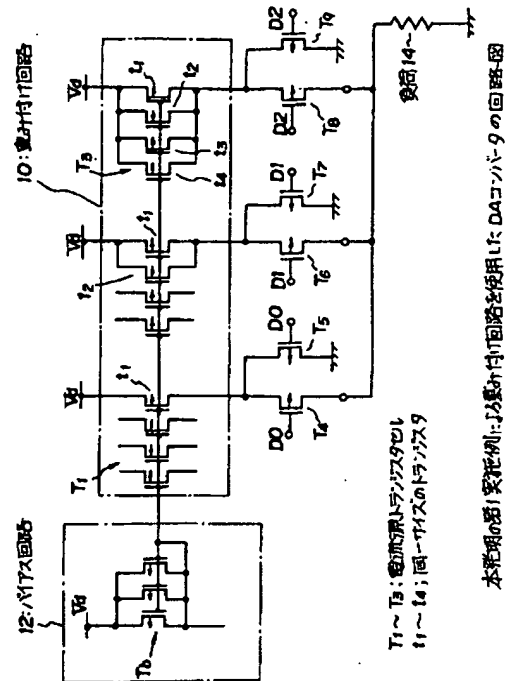 10:重み付け回路
12:バイアス回路
Vd
Vd
Vd
Vd
T1
T3
Tb
t1
t2
t1
t1
t2
t3
t4
D0
D0
T4
T5
D1
D1
T6
T7
D2
D2
T8
T9
負荷14
T1~T3;電流源トランジスタセル
t1~t4;同一サイズのトランジスタ
本発明の第1実施例による重み付け回路を使用したDAコンバータの回路図